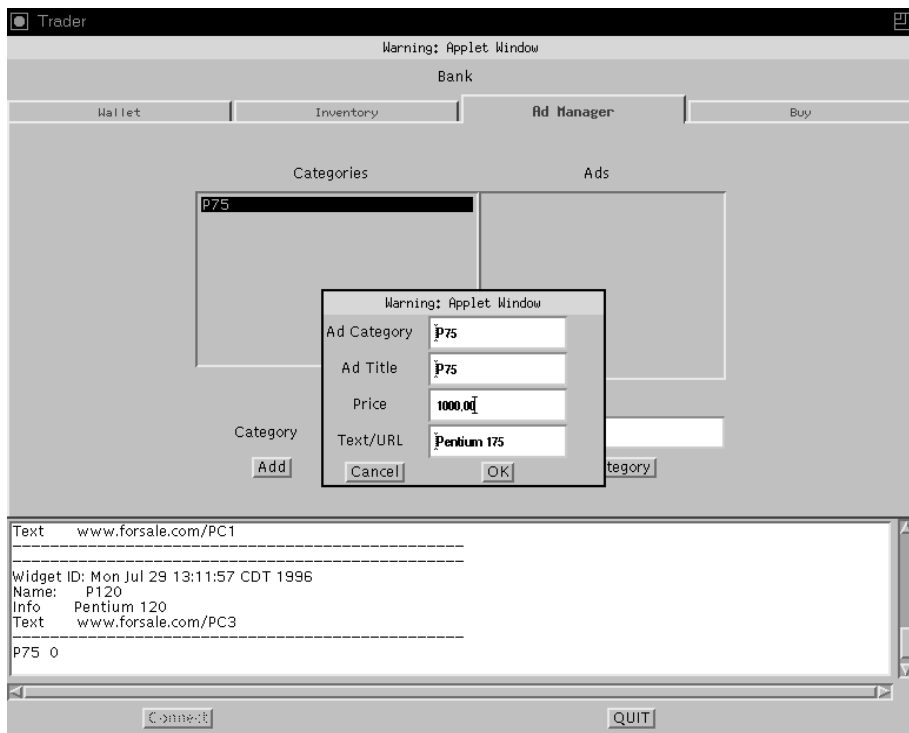 Trader
Warning: Applet Window
Bank
Wallet Inventory Ad Manager Buy
Categories Ads
P75
Warning: Applet Window
Ad Category P75
Ad Title P75
Price 1000,00
Text/URL Pentium 175
Cancel OK
Category
Add tegory
Text www.forsale.com/PC1
--------------------------------------------------
--------------------------------------------------
Widget ID: Mon Jul 29 13:11:57 CDT 1996
Name: P120
Info Pentium 120
Text www.forsale.com/PC3
--------------------------------------------------
P75 0
Connect QUIT